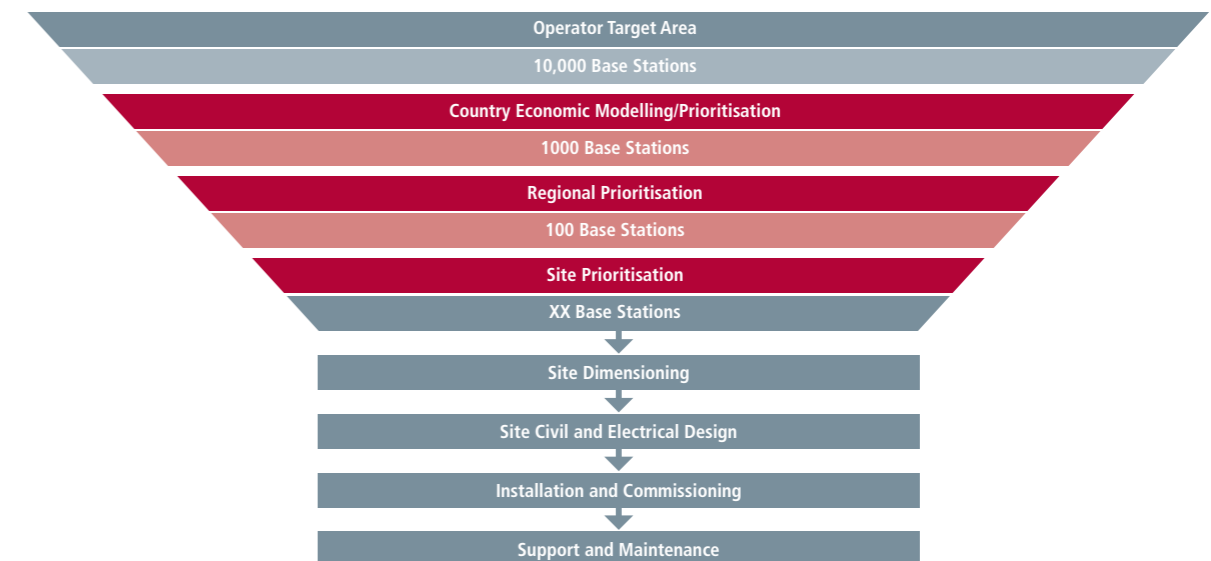 Operator Target Area
10,000 Base Stations
Country Economic Modelling/Prioritisation
1000 Base Stations
Regional Prioritisation
100 Base Stations
Site Prioritisation
XX Base Stations
Site Dimensioning
Site Civil and Electrical Design
Installation and Commissioning
Support and Maintenance